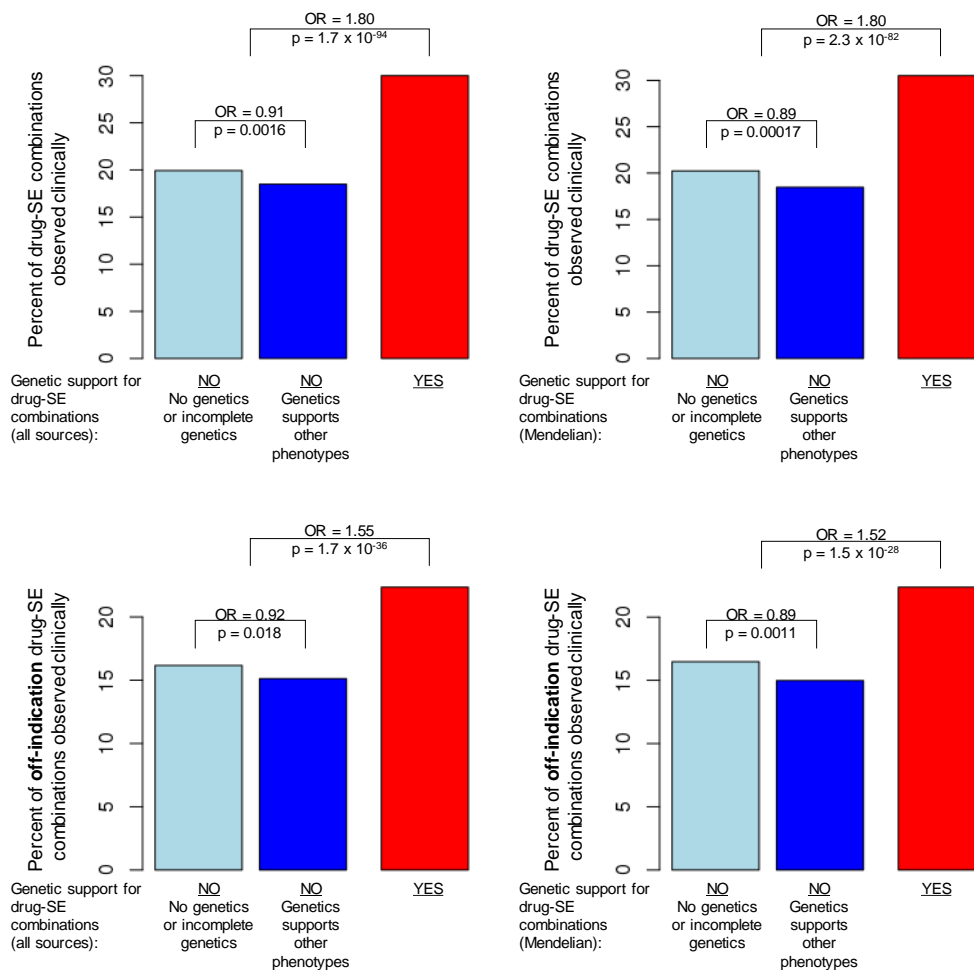 OR = 1.80
p = 1.7 x 10-94
OR = 0.91
p = 0.0016
Percent of drug-SE combinations
observed clinically
0
5
10
15
20
25
30
Genetic support for
drug-SE
combinations
(all sources):
NO
No genetics
or incomplete
genetics
NO
Genetics
supports
other
phenotypes
YES
OR = 1.80
p = 2.3 x 10-82
OR = 0.89
p = 0.00017
Percent of drug-SE combinations
observed clinically
0
5
10
15
20
25
30
Genetic support for
drug-SE
combinations
(Mendelian):
NO
No genetics
or incomplete
genetics
NO
Genetics
supports
other
phenotypes
YES
OR = 1.55
p = 1.7 x 10-36
OR = 0.92
p = 0.018
Percent of off-indication drug-SE
combinations observed clinically
0
5
10
15
20
Genetic support for
drug-SE
combinations
(all sources):
NO
No genetics
or incomplete
genetics
NO
Genetics
supports
other
phenotypes
YES
OR = 1.52
p = 1.5 x 10-28
OR = 0.89
p = 0.0011
Percent of off-indication drug-SE
combinations observed clinically
0
5
10
15
20
Genetic support for
drug-SE
combinations
(Mendelian):
NO
No genetics
or incomplete
genetics
NO
Genetics
supports
other
phenotypes
YES